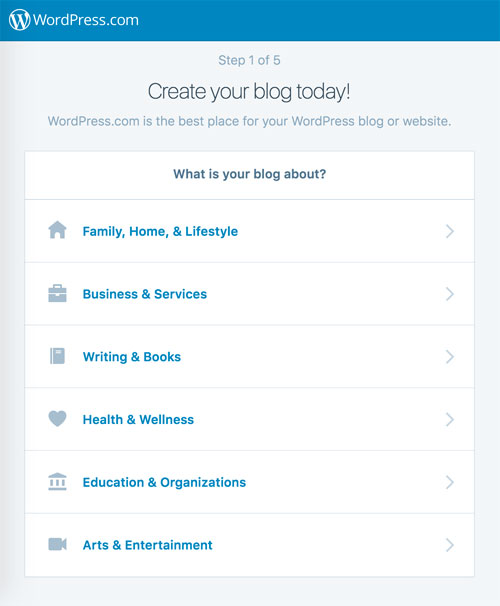 WordPress.com
Step 1 of 5
Create your blog today!
WordPress.com is the best place for your WordPress blog or website.
What is your blog about?
Family, Home, & Lifestyle
Business & Services
Writing & Books
Health & Wellness
Education & Organizations
Arts & Entertainment